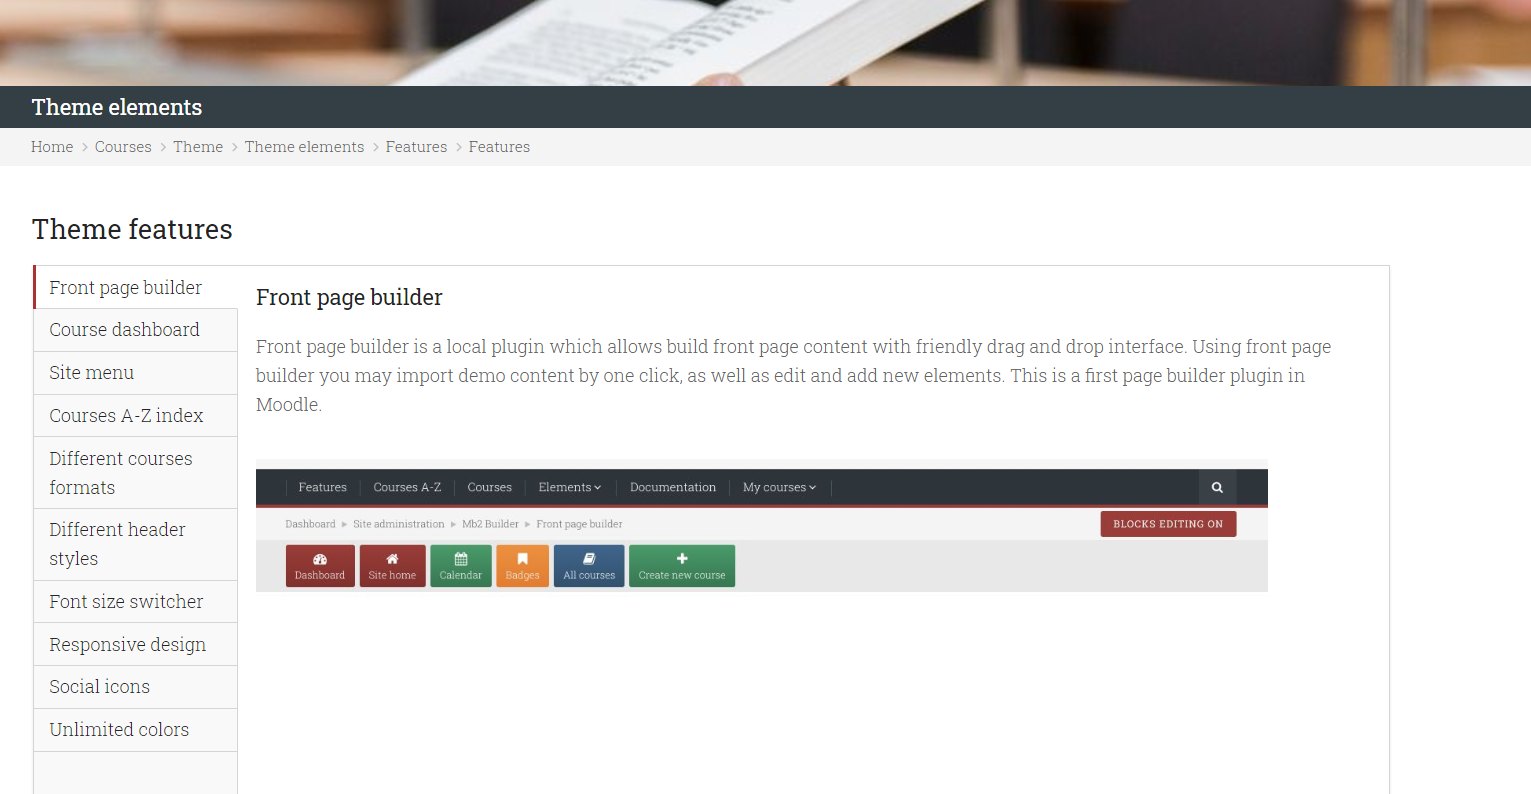 Theme elements
Home > Courses > Theme > Theme elements > Features > Features
Theme features
Front page builder
Course dashboard
Site menu
Courses A-Z index
Different courses
formats
Different header
styles
Font size switcher
Responsive design
Social icons
Unlimited colors
Front page builder
Front page builder is a local plugin which allows build front page content with friendly drag and drop interface. Using front page
builder you may import demo content by one click, as well as edit and add new elements. This is a first page builder plugin in
Moodle.
Features Courses A-Z Courses Elements Documentation My courses
Dashboard ▸ Site administration ▸ Mb2 Builder ▸ Front page builder
BLOCKS EDITING ON
Dashboard Site home Calendar Badges All courses Create new course